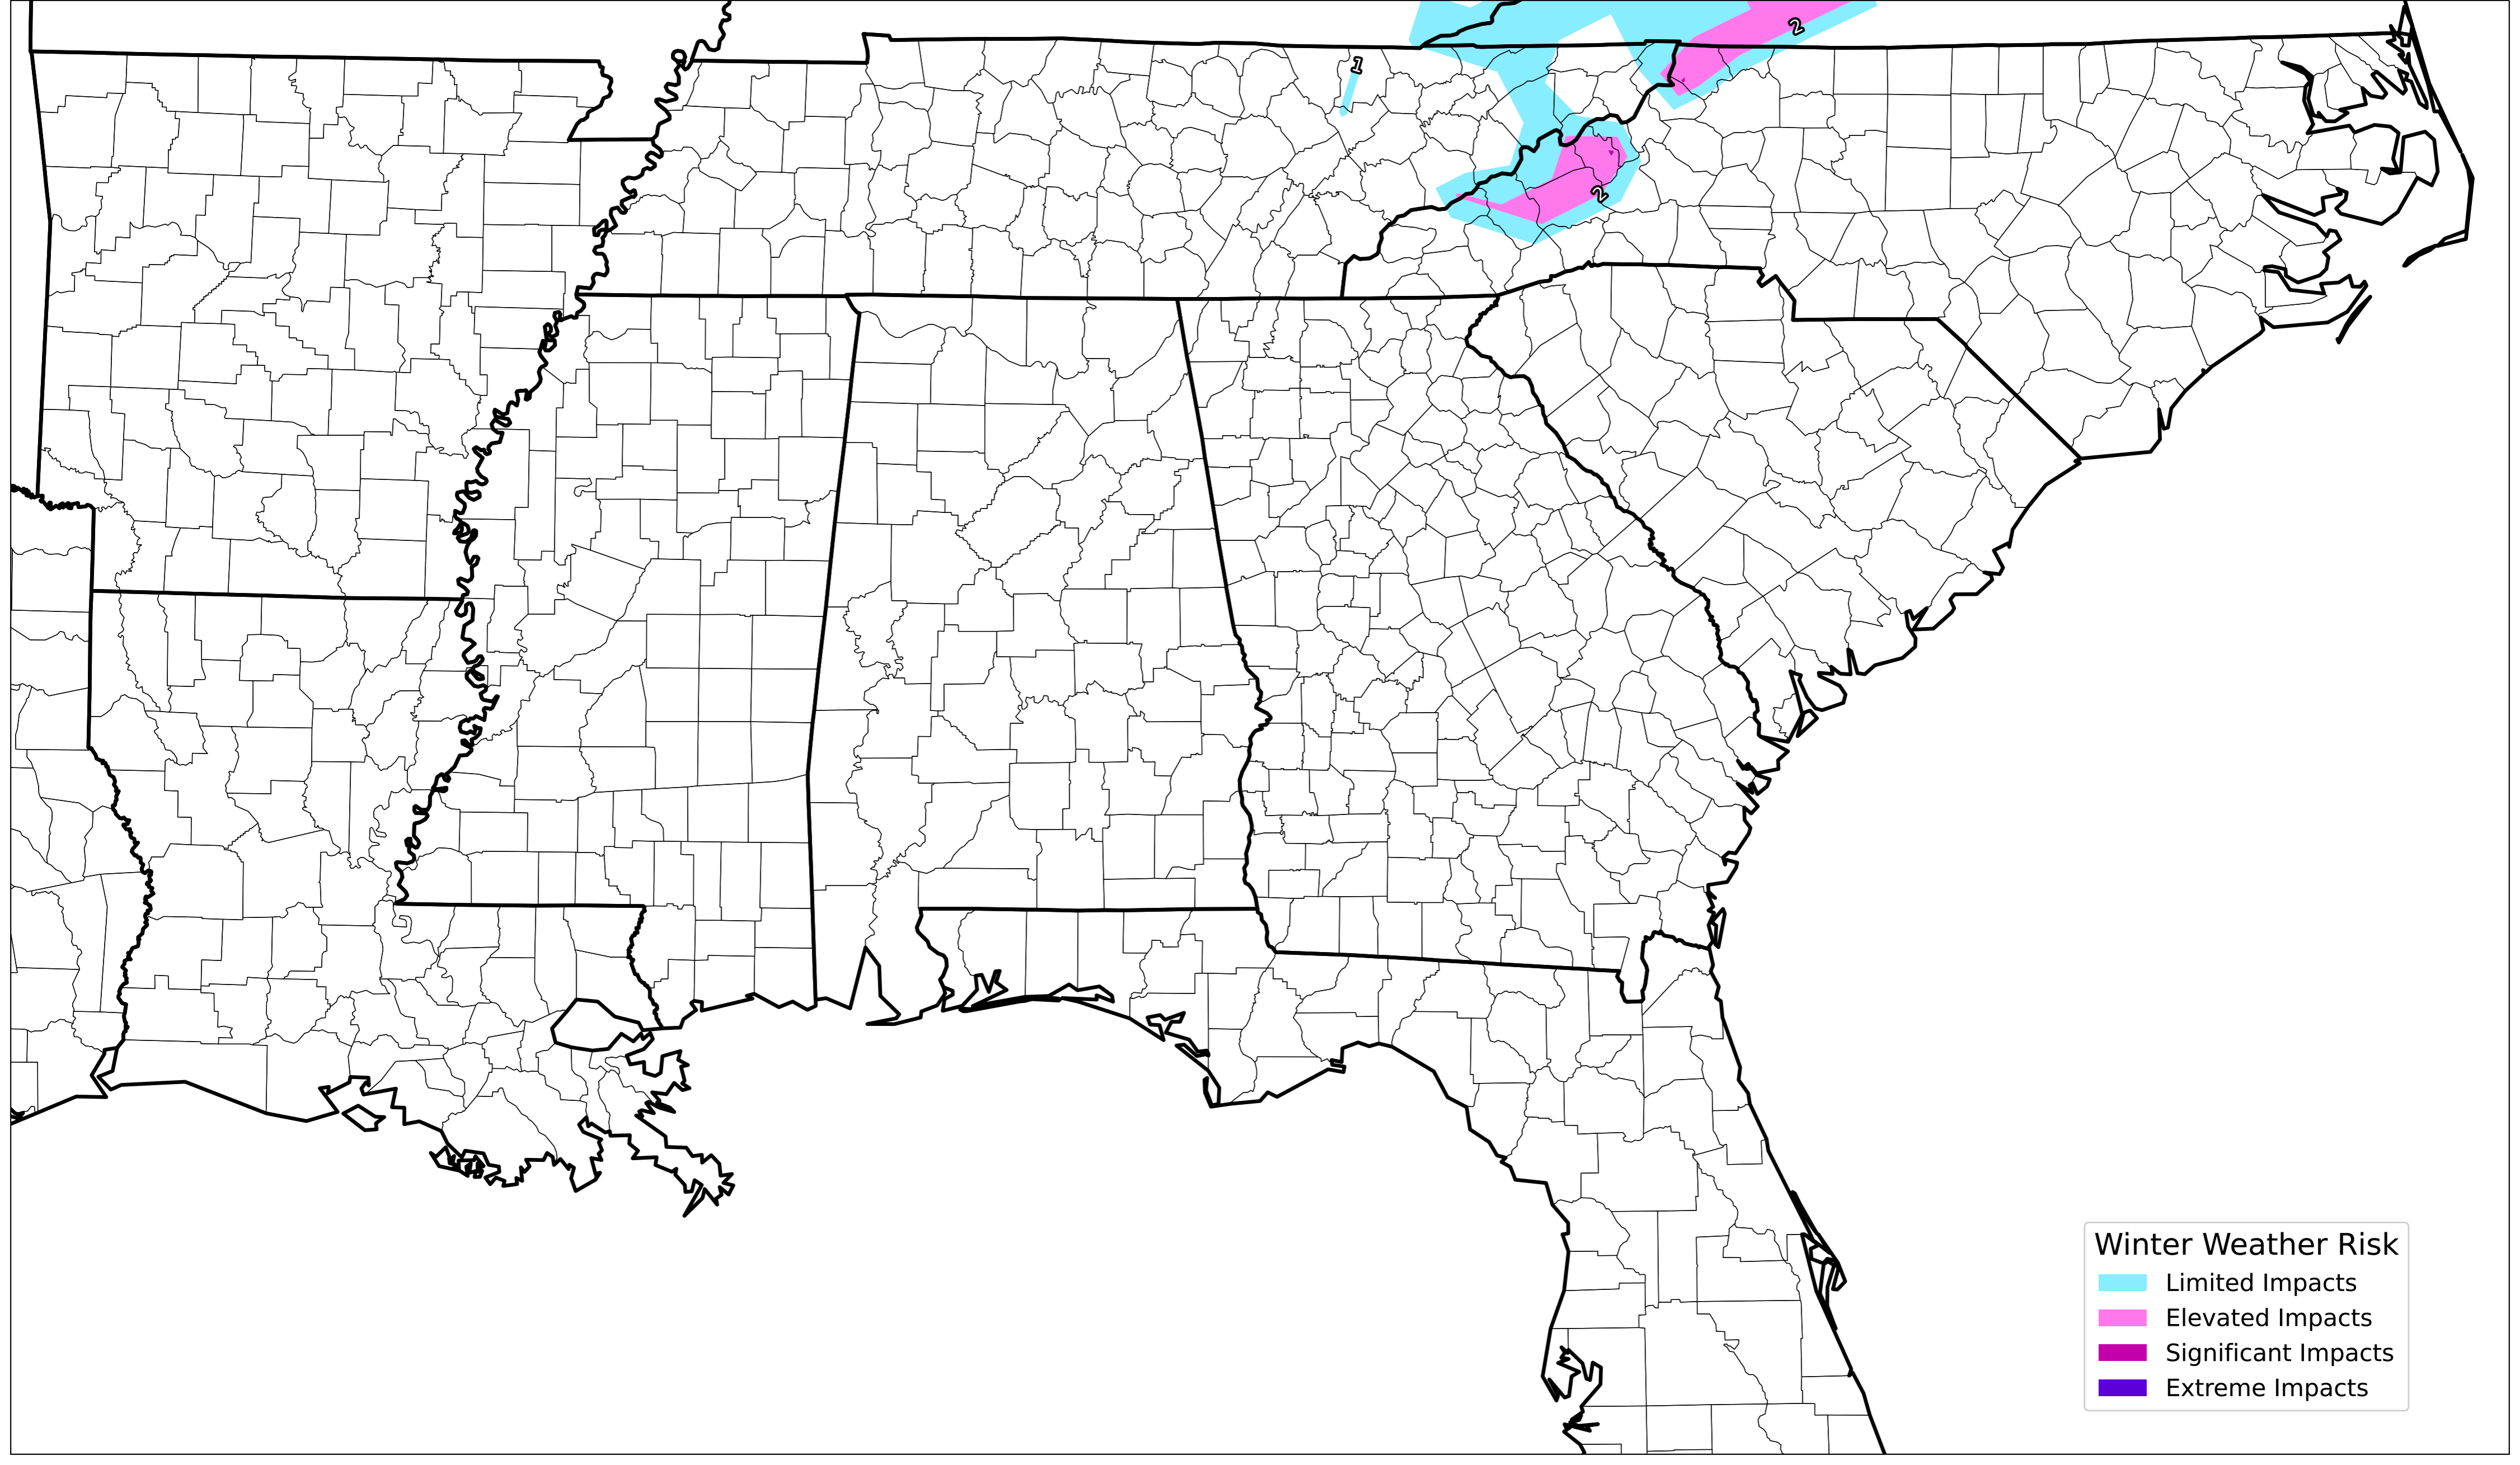 2
1
2
Winter Weather Risk
Limited Impacts
Elevated Impacts
Significant Impacts
Extreme Impacts